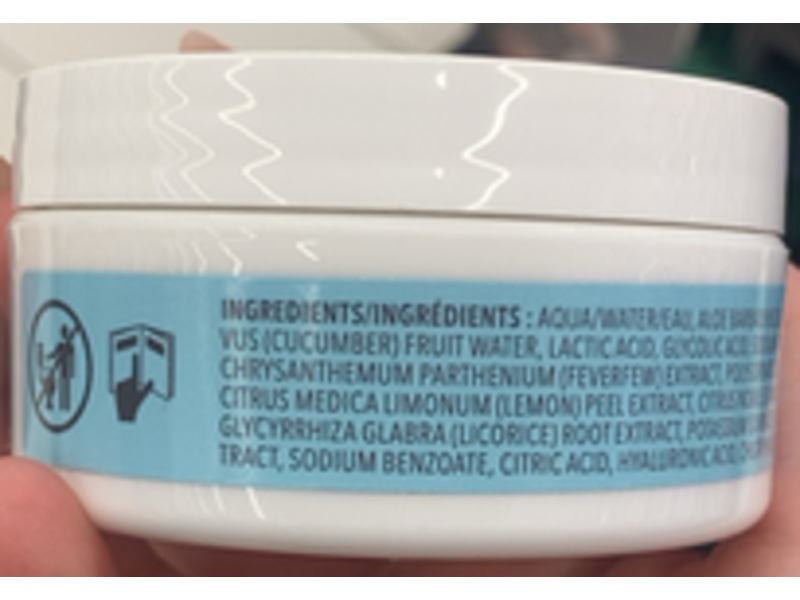 INGREDIENTS/INGRÉDIENTS : AQUA/WATER/EAU, ALOE
VUS (CUCUMBER) FRUIT WATER, LACTIC ACID, GLYCOLIC ACID,
CHRYSANTHEMUM PARTHENIUM (FEVERFEW) EXTRACT,
CITRUS MEDICA LIMONUM (LEMON) PEEL EXTRACT,
GLYCYRRHIZA GLABRA (LICORICE) ROOT EXTRACT,
TRACT, SODIUM BENZOATE, CITRIC ACID, HYALURONIC ACID,